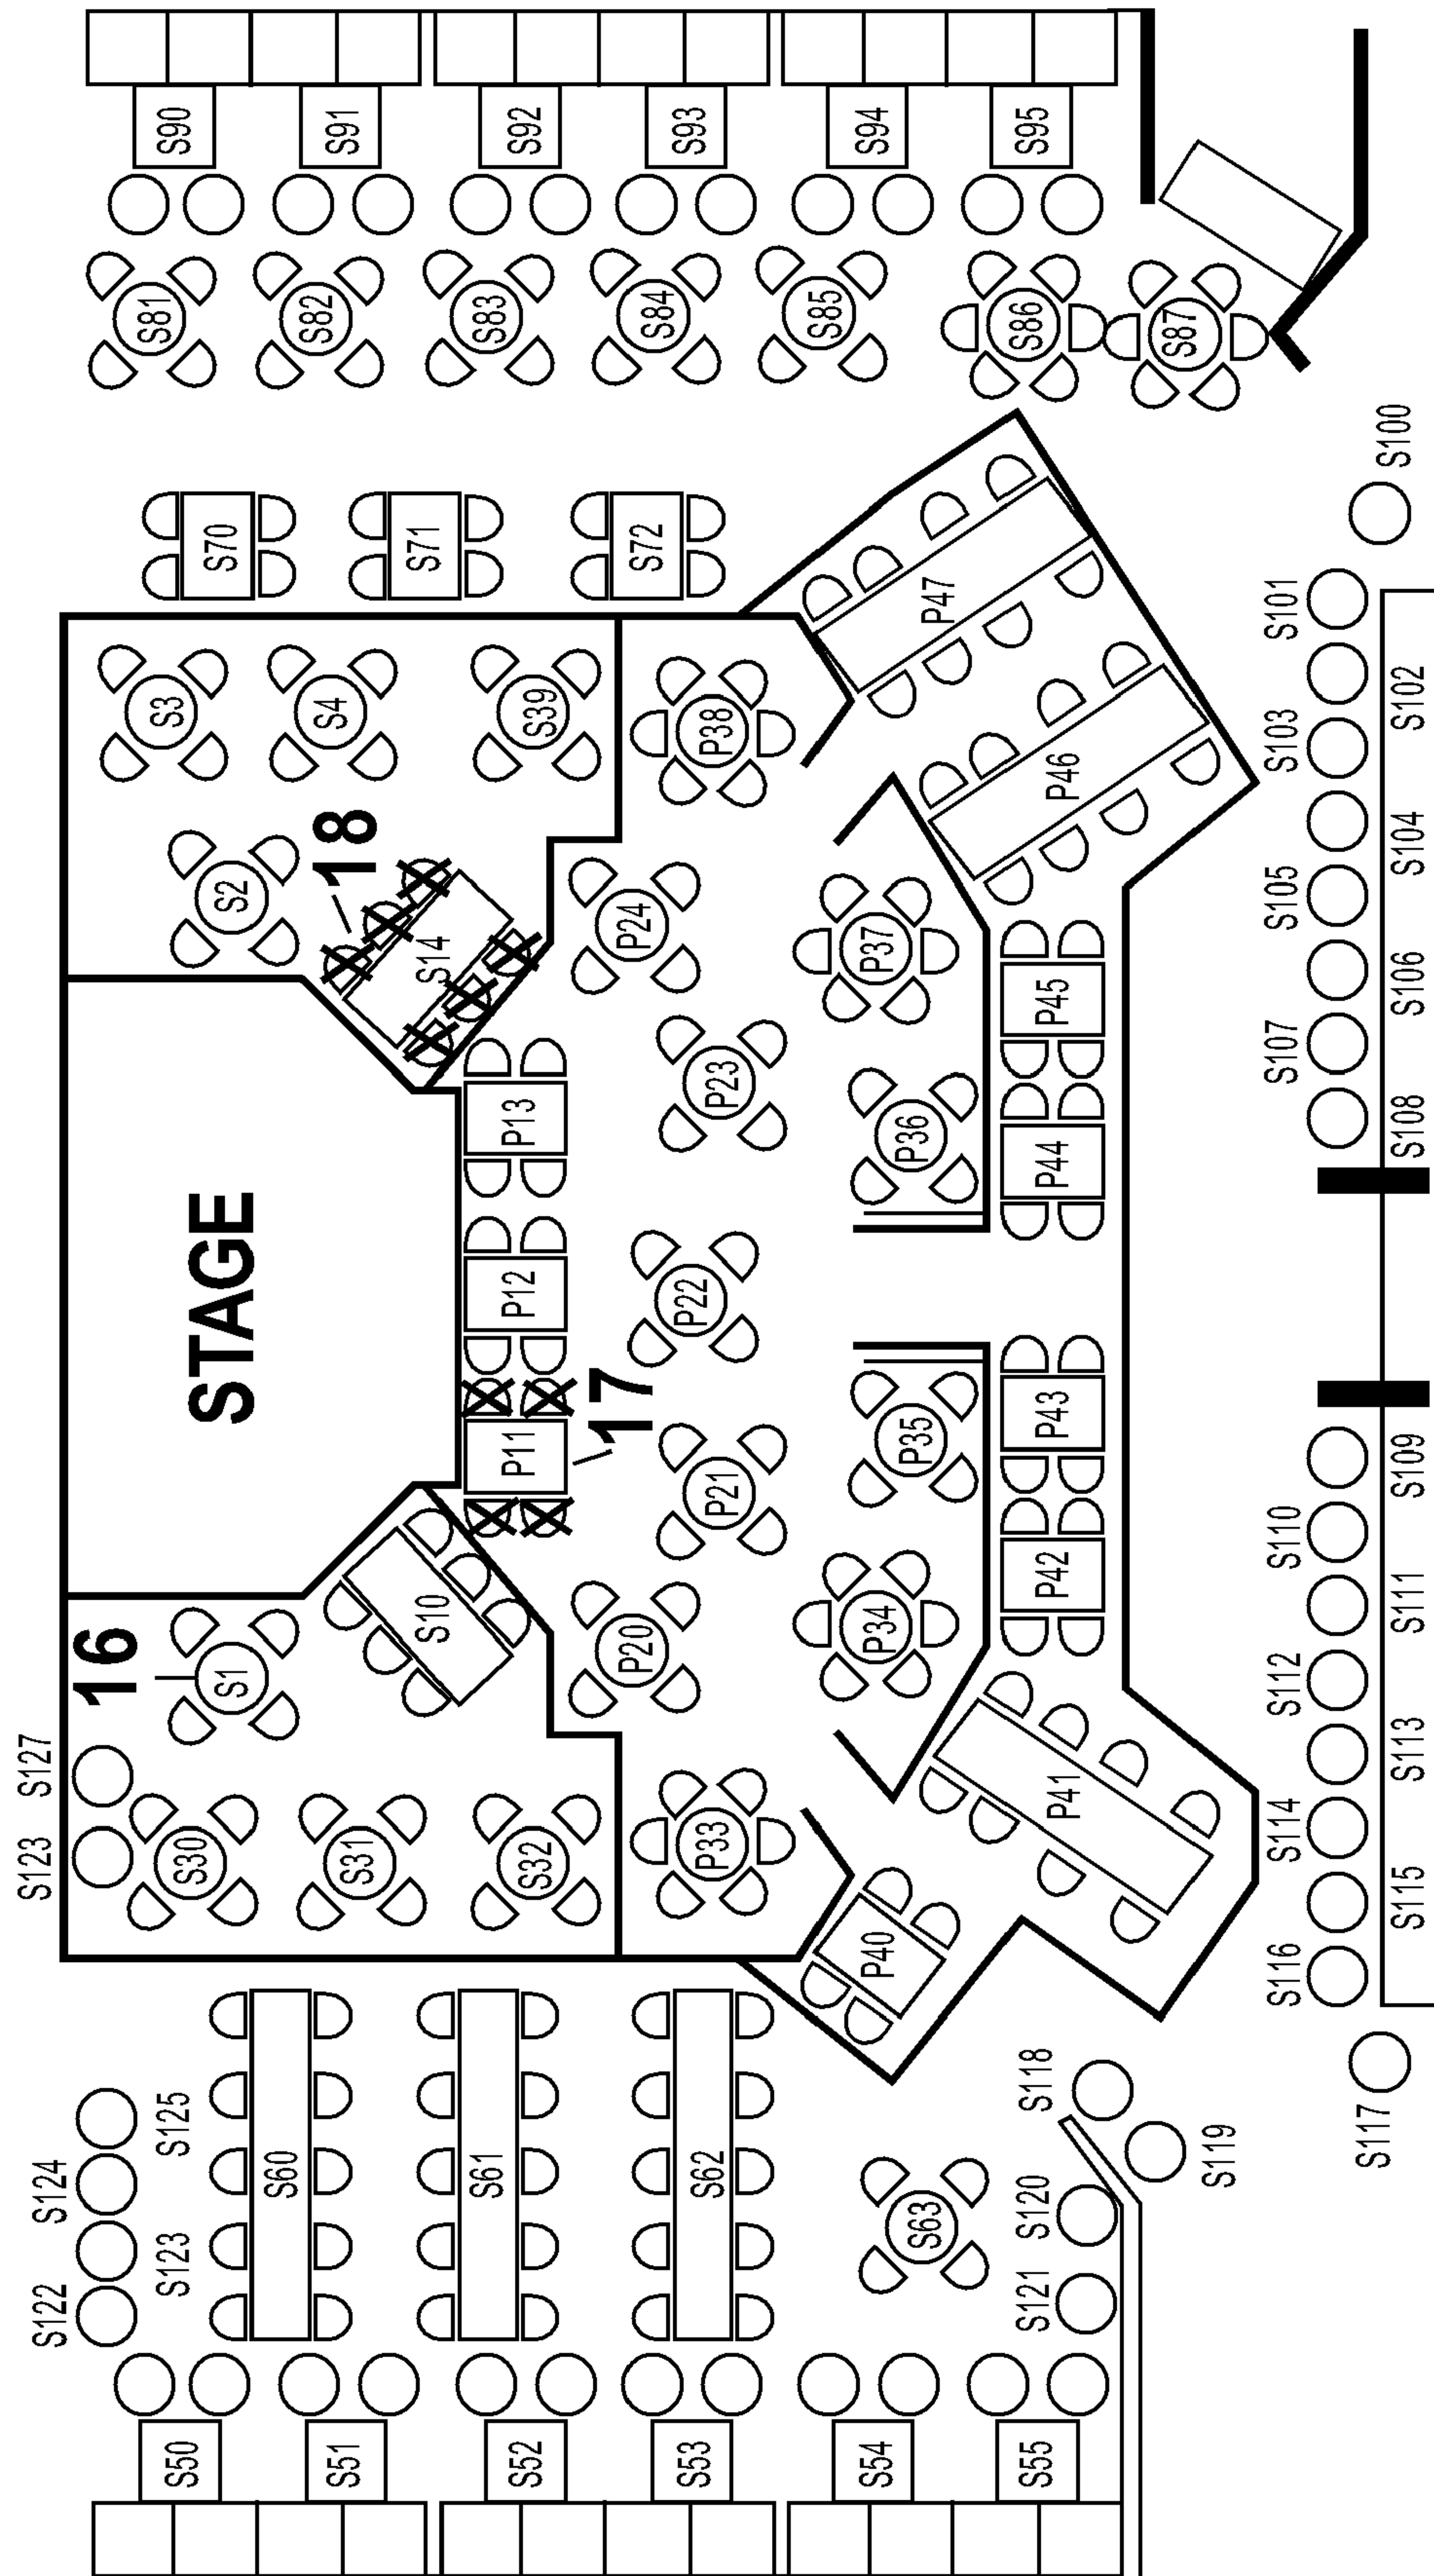 S122
S124
S123
S127
16
S123
S125
S50
S60
S30
S1
STAGE
S2
S3
S70
S81
S90
S51
S31
18
S4
S82
S91
S61
S10
S14
S71
S52
S32
P11
P12
P13
S39
S83
S92
17
S53
S62
P33
P20
P21
P22
P23
P24
P38
S72
S84
S93
S54
S63
P40
P34
P35
P36
P37
P47
S85
S94
S55
S121
S120
S118
P41
P42
P43
P44
P45
P46
S86
S95
S119
S87
S116
S114
S112
S110
S107
S105
S103
S101
S117
S115
S113
S111
S109
S108
S106
S104
S102
S100